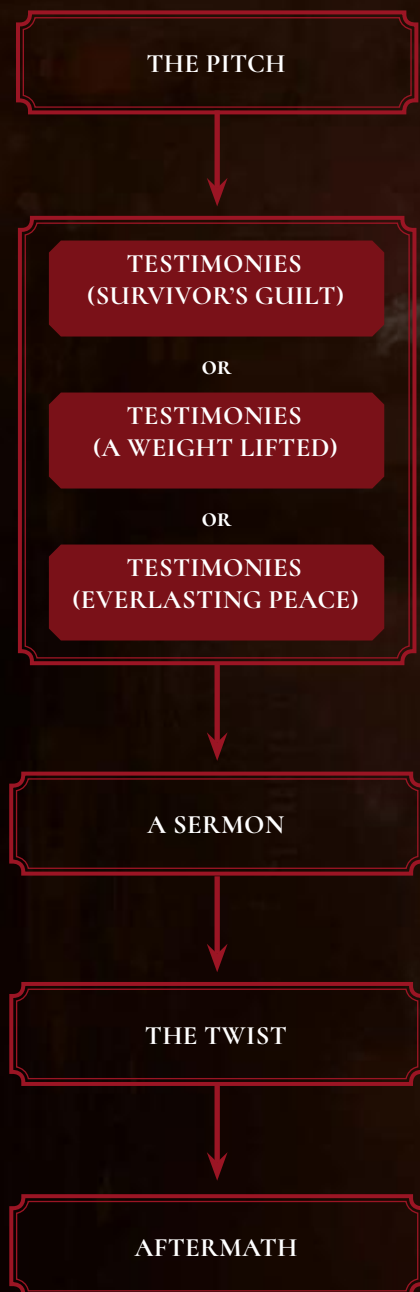 THE PITCH
TESTIMONIES
(SURVIVOR'S GUILT)
OR
TESTIMONIES
(A WEIGHT LIFTED)
OR
TESTIMONIES
(EVERLASTING PEACE)
A SERMON
THE TWIST
AFTERMATH